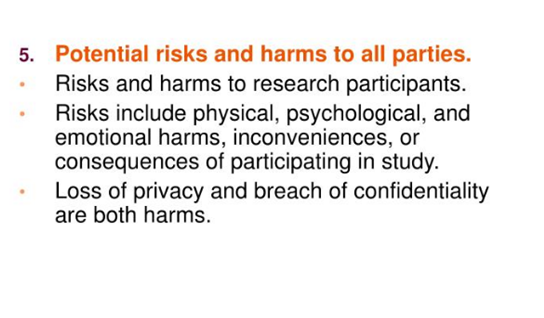 5. Potential risks and harms to all parties.
• Risks and harms to research participants.
• Risks include physical, psychological, and
emotional harms, inconveniences, or
consequences of participating in study.
• Loss of privacy and breach of confidentiality
are both harms.